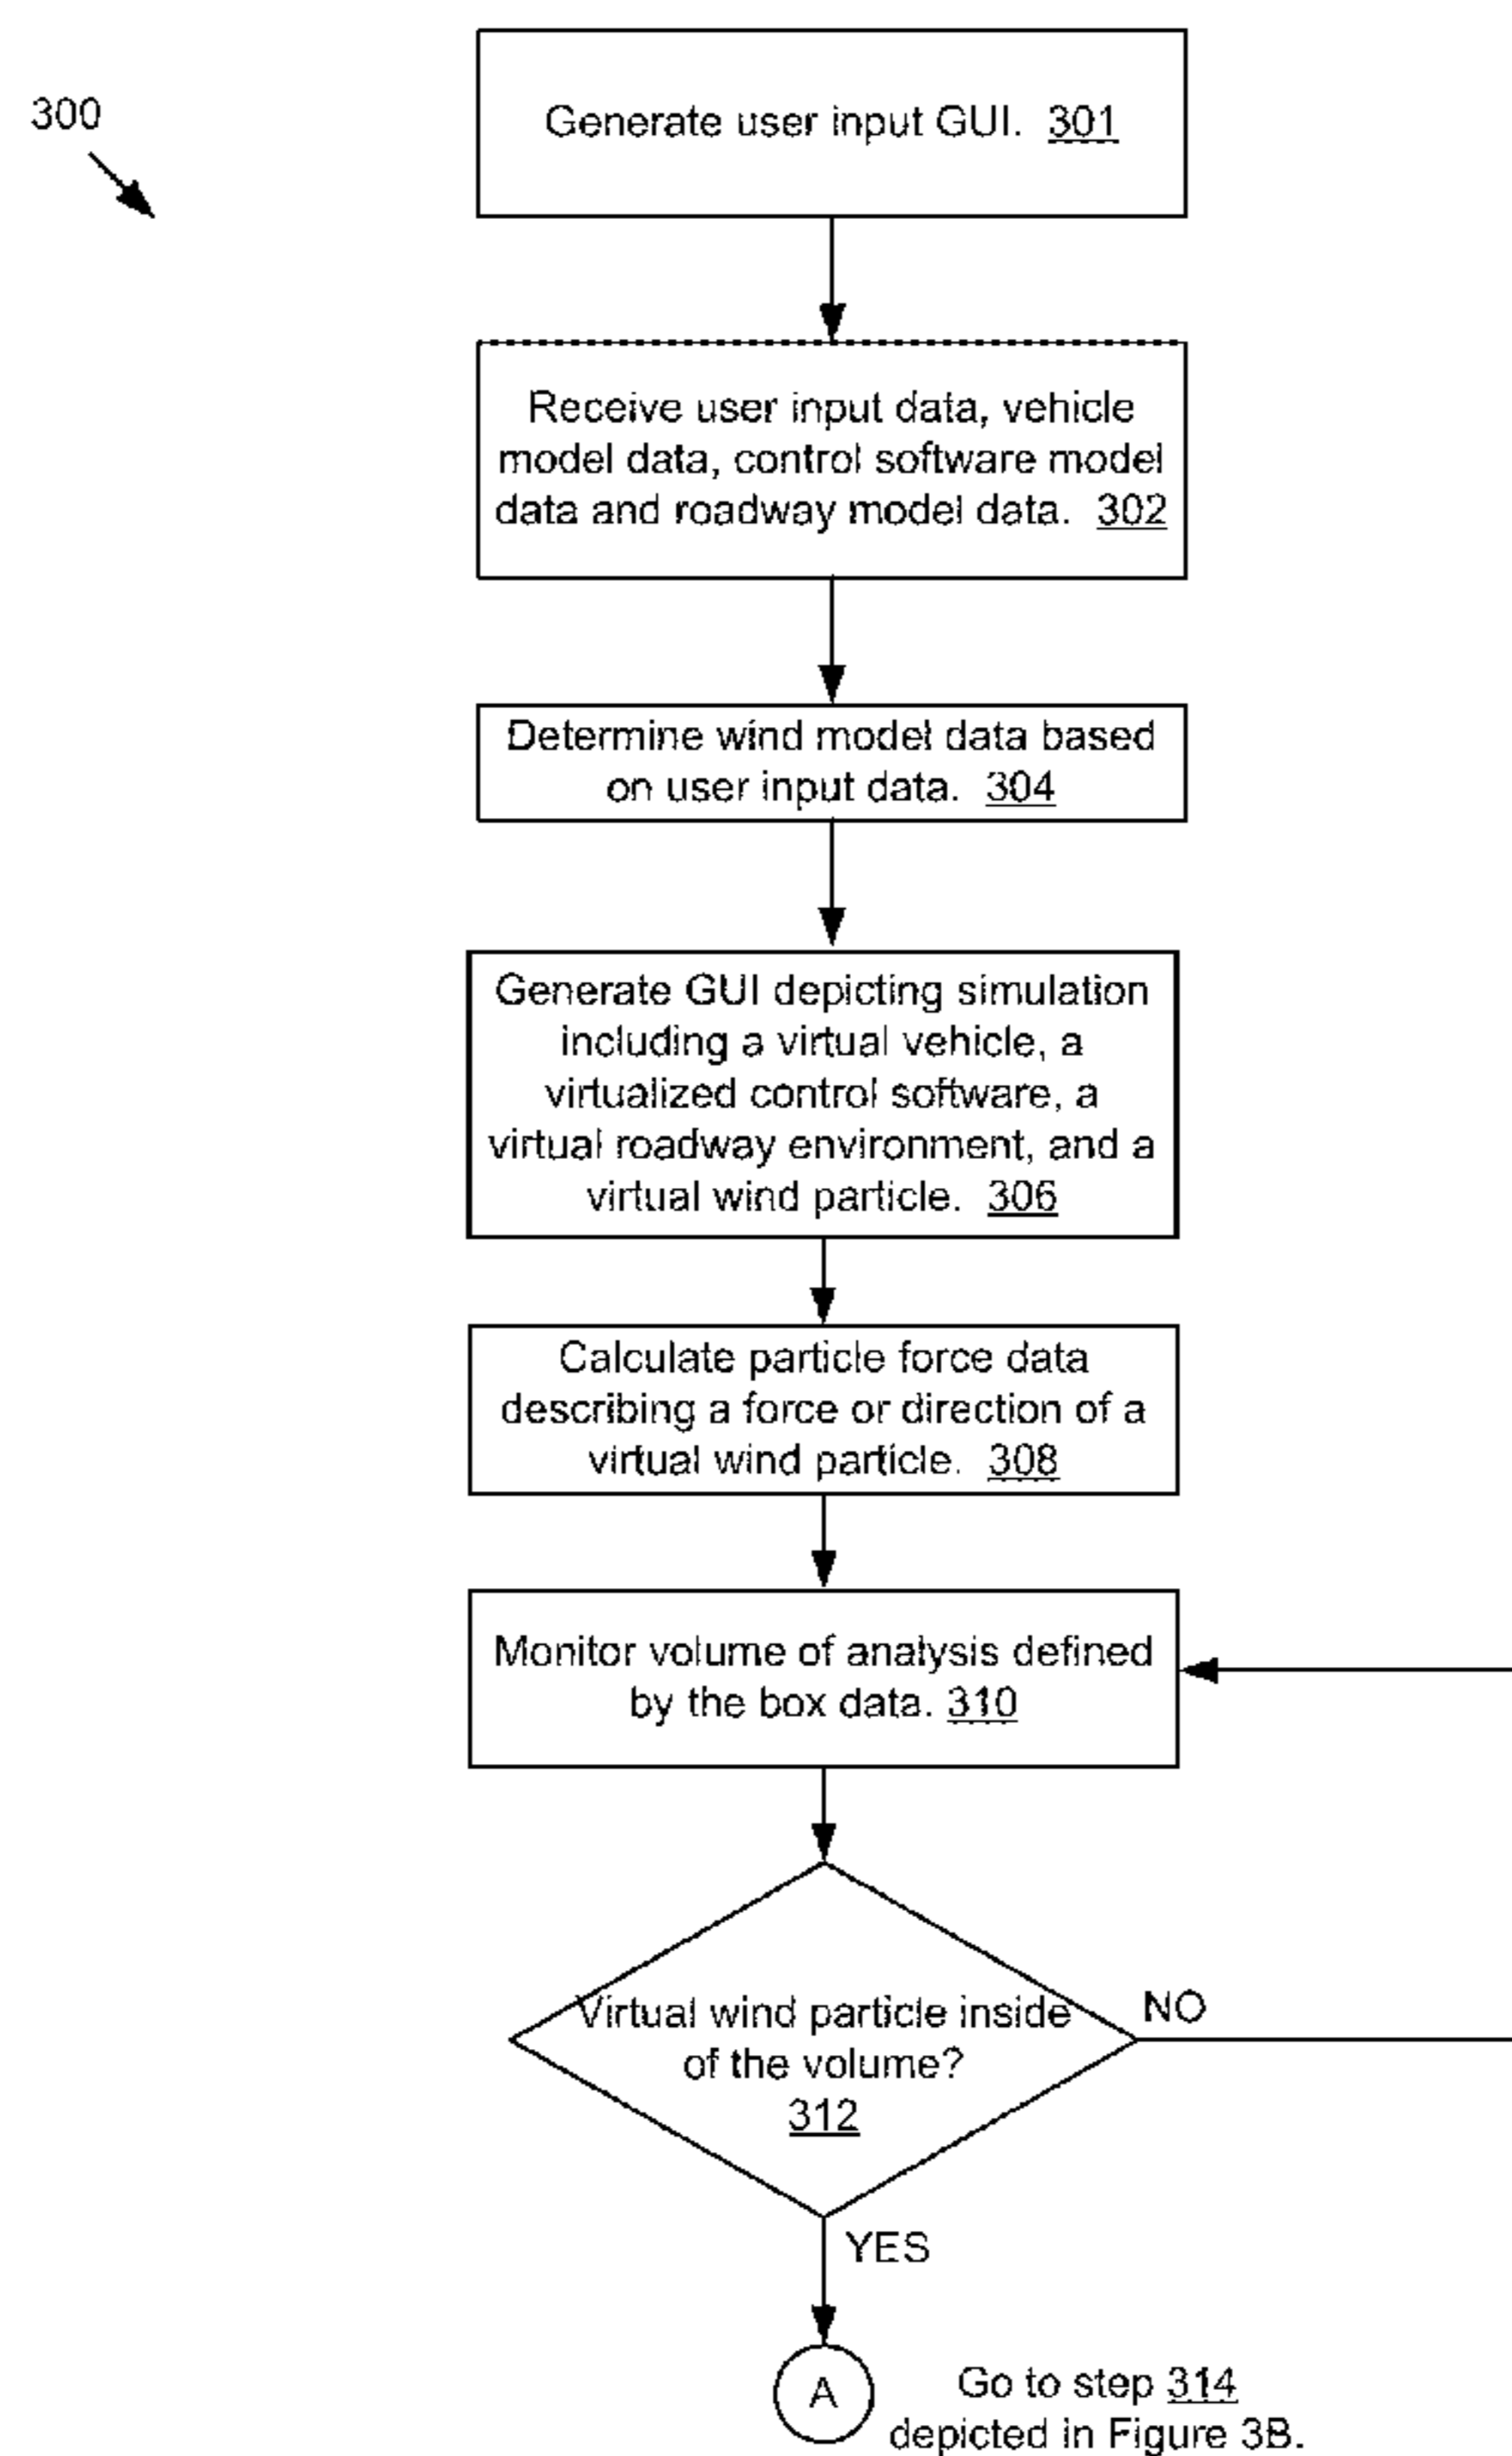 300
Generate user input GUI. 301
Receive user input data, vehicle
model data, control software model
data and roadway model data. 302
Determine wind model data based
on user input data. 304
Generate GUI depicting simulation
including a virtual vehicle, a
virtualized control software, a
virtual roadway environment, and a
virtual wind particle. 306
Calculate particle force data
describing a force or direction of a
virtual wind particle. 308
Monitor volume of analysis defined
by the box data. 310
Virtual wind particle inside
of the volume?
312
NO
YES
A
Go to step 314
depicted in Figure 3B.